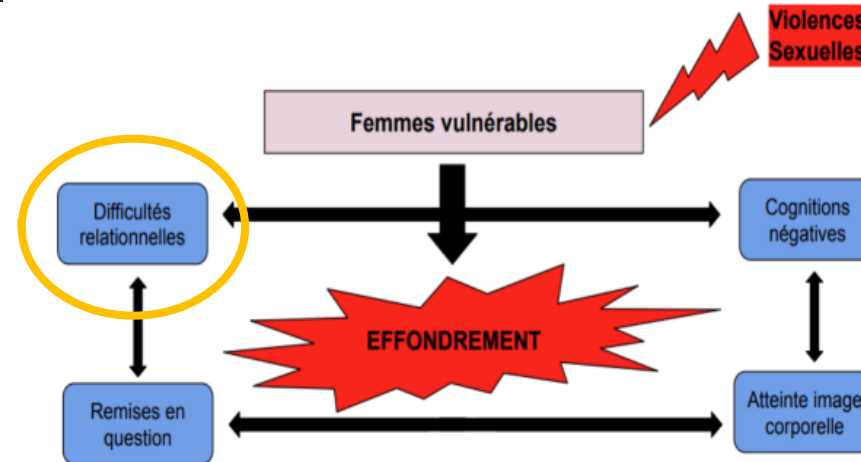 Violences
Sexuelles
Femmes vulnérables
Difficultés
relationnelles
Cognitions
négatives
EFFONDREMENT
Remises en
question
Atteinte image
corporelle